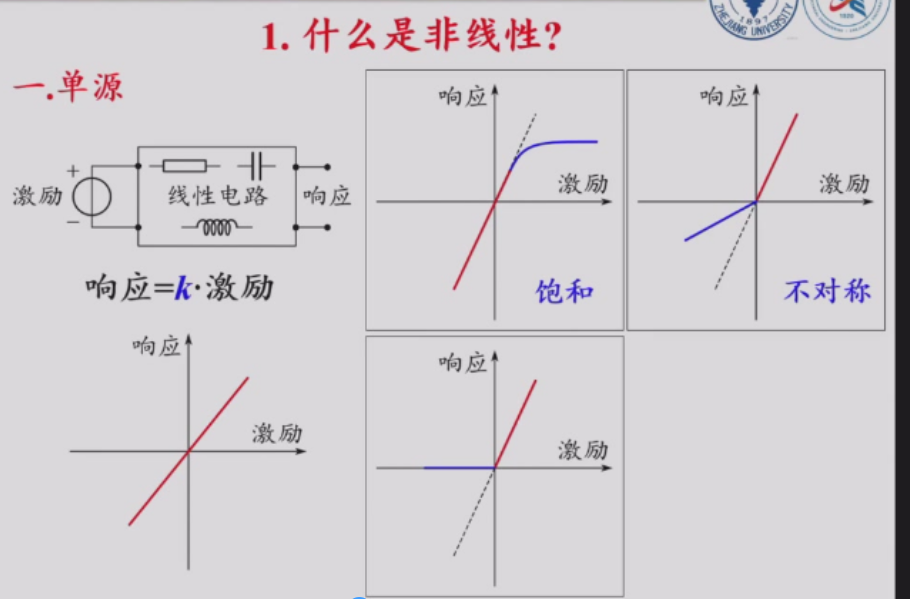 1. 什么是非线性?
ZHEJIANG UNIVERSITY
1897
一.单源
激励
+
−
线性电路
响应
响应=k·激励
响应
激励
响应
激励
饱和
响应
激励
不对称
响应
激励